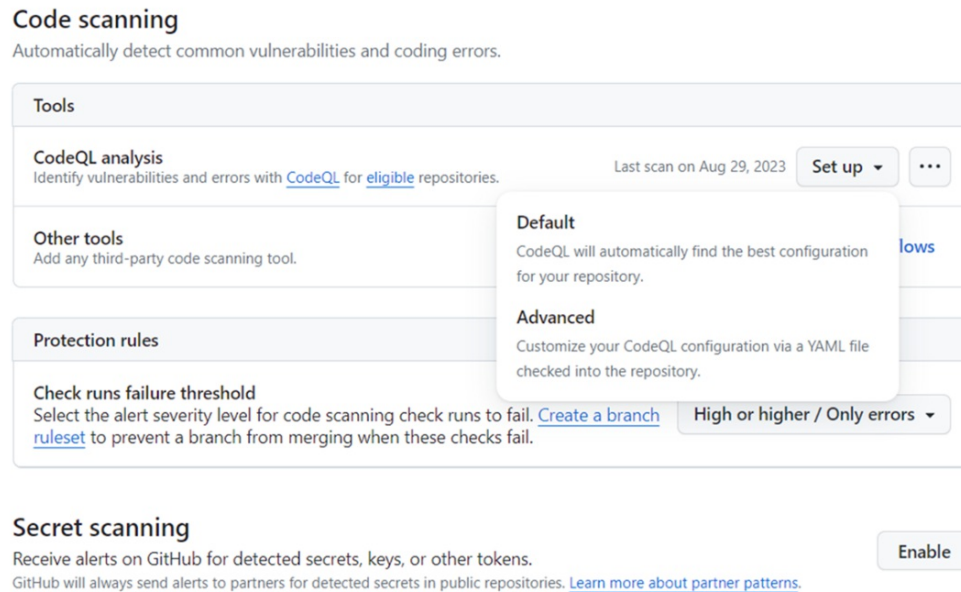 Code scanning
Automatically detect common vulnerabilities and coding errors.
Tools
CodeQL analysis
Identify vulnerabilities and errors with CodeQL for eligible repositories.
Last scan on Aug 29, 2023
Set up
Default
CodeQL will automatically find the best configuration
for your repository.
Advanced
Customize your CodeQL configuration via a YAML file
checked into the repository.
Other tools
Add any third-party code scanning tool.
lows
Protection rules
Check runs failure threshold
Select the alert severity level for code scanning check runs to fail. Create a branch
ruleset to prevent a branch from merging when these checks fail.
High or higher / Only errors
Secret scanning
Receive alerts on GitHub for detected secrets, keys, or other tokens.
GitHub will always send alerts to partners for detected secrets in public repositories. Learn more about partner patterns.
Enable